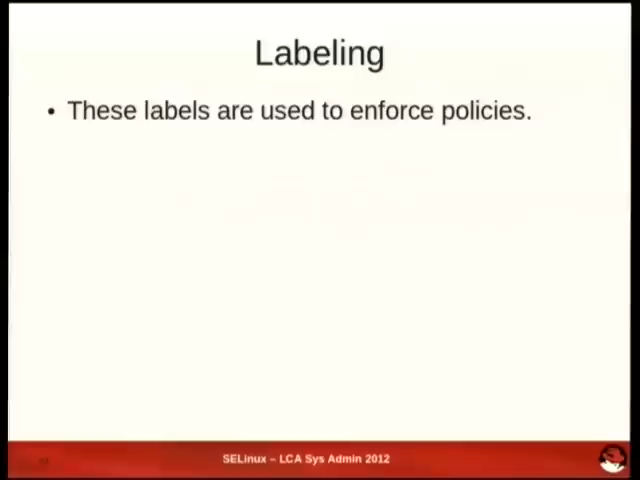 Labeling
• These labels are used to enforce policies.
SELinux – LCA Sys Admin 2012